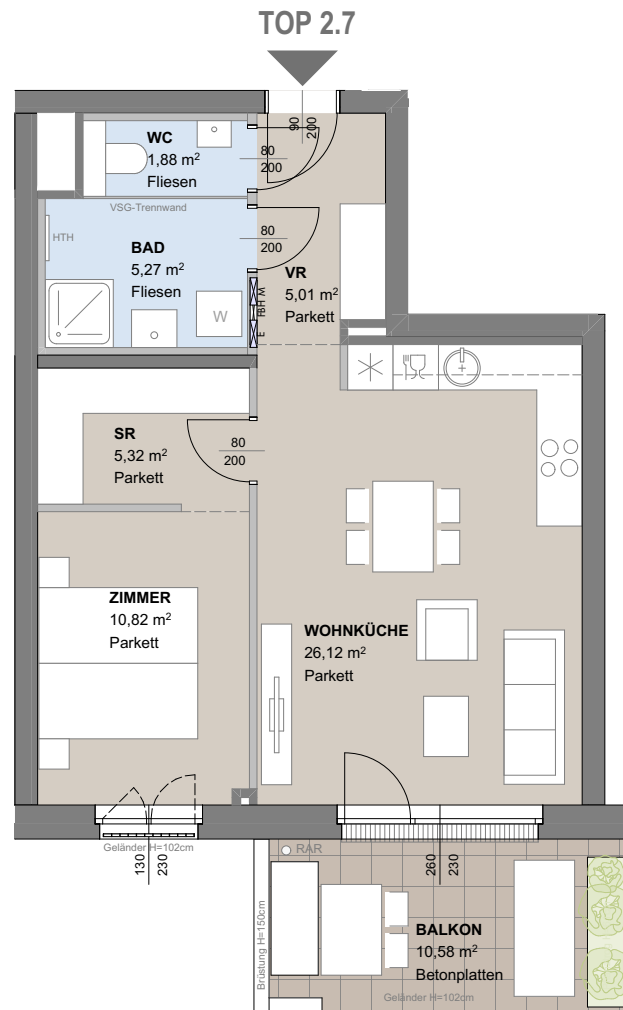 TOP 2.7
90
200
WC
1,88 m²
Fliesen
80
200
VSG-Trennwand
HTH
BAD
5,27 m²
Fliesen
80
200
W
VR
5,01 m²
Parkett
E FBH M
SR
5,32 m²
Parkett
80
200
ZIMMER
10,82 m²
Parkett
WOHNKÜCHE
26,12 m²
Parkett
Geländer H=102cm
130
230
RAR
260
230
Brüstung H=150cm
BALKON
10,58 m²
Betonplatten
Geländer H=102cm